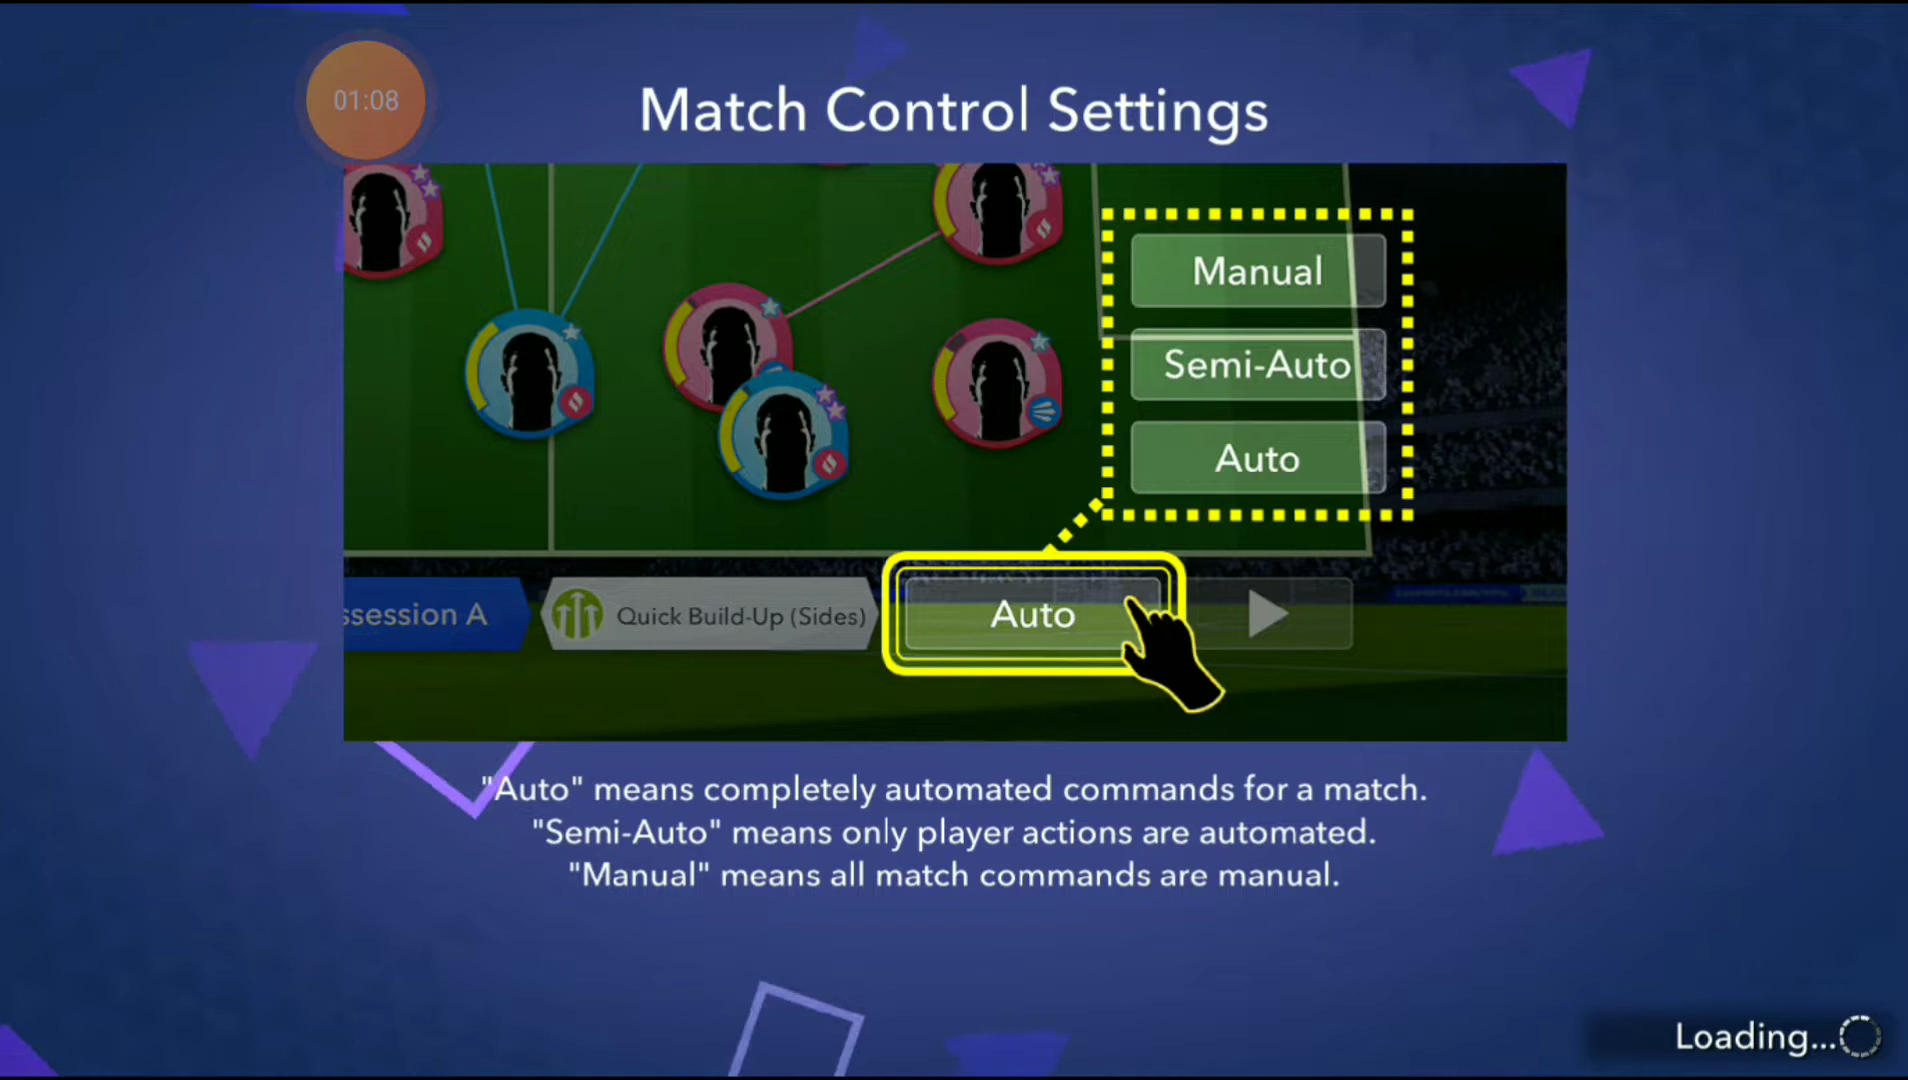 01:08
Match Control Settings
Manual
Semi-Auto
Auto
ssession A
Quick Build-Up (Sides)
Auto
"Auto" means completely automated commands for a match.
"Semi-Auto" means only player actions are automated.
"Manual" means all match commands are manual.
Loading...